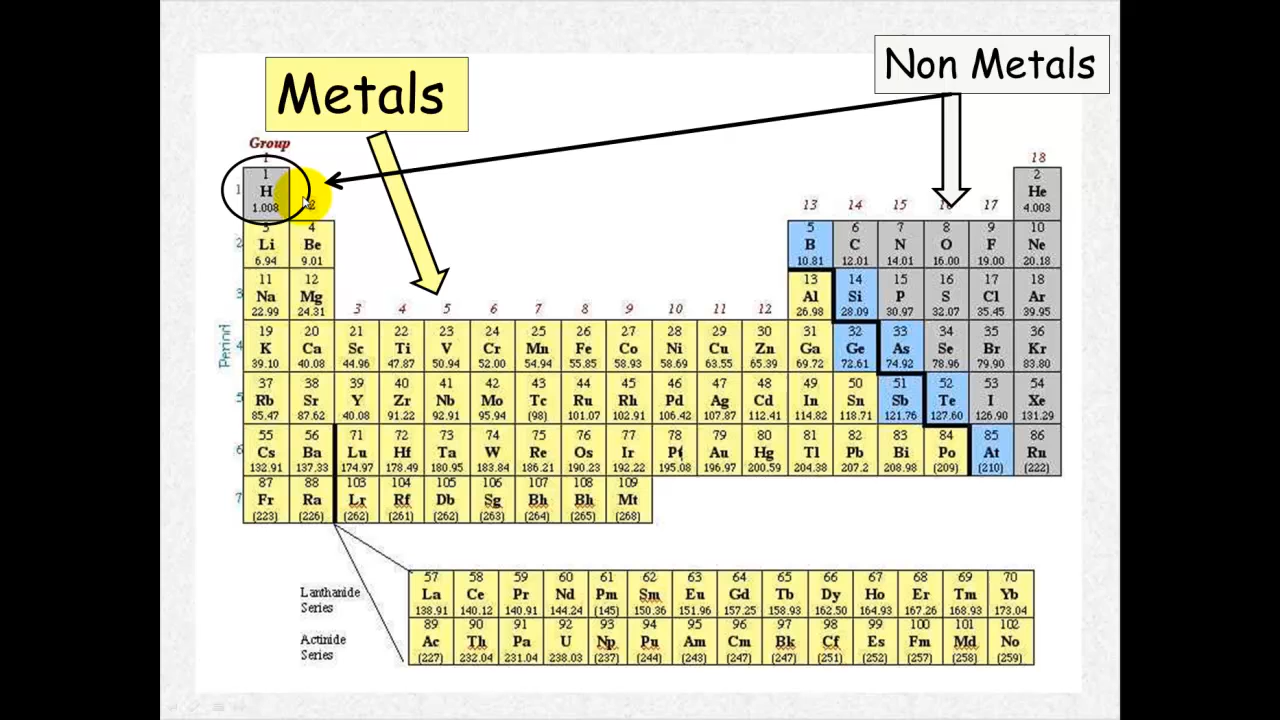 Non Metals
Metals
Group
1 18
1 2
1 H He
1.008 4.003
2 13 14 15 16 17
3 4 5 6 7 8 9 10
2 Li Be B C N O F Ne
6.94 9.01 10.81 12.01 14.01 16.00 19.00 20.18
11 12 13 14 15 16 17 18
3 Na Mg Al Si P S Cl Ar
22.99 24.31 3 4 5 6 7 8 9 10 11 12 26.98 28.09 30.97 32.07 35.45 39.95
19 20 21 22 23 24 25 26 27 28 29 30 31 32 33 34 35 36
Period
4 K Ca Sc Ti V Cr Mn Fe Co Ni Cu Zn Ga Ge As Se Br Kr
39.10 40.08 44.96 47.87 50.94 52.00 54.94 55.85 58.93 58.69 63.55 65.39 69.72 72.61 74.92 78.96 79.90 83.80
37 38 39 40 41 42 43 44 45 46 47 48 49 50 51 52 53 54
5 Rb Sr Y Zr Nb Mo Tc Ru Rh Pd Ag Cd In Sn Sb Te I Xe
85.47 87.62 40.08 91.22 92.91 95.94 (98) 101.07 102.91 106.42 107.87 112.41 114.82 118.71 121.76 127.60 126.90 131.29
55 56 71 72 73 74 75 76 77 78 79 80 81 82 83 84 85 86
6 Cs Ba Lu Hf Ta W Re Os Ir Pt Au Hg Tl Pb Bi Po At Rn
132.91 137.33 174.97 178.49 180.95 183.84 186.21 190.23 192.22 195.08 196.97 200.59 204.38 207.2 208.98 (209) (210) (222)
87 88 103 104 105 106 107 108 109
7 Fr Ra Lr Rf Db Sg Bh Bh Mt
(223) (226) (262) (261) (262) (263) (264) (265) (268)
57 58 59 60 61 62 63 64 65 66 67 68 69 70
Lanthanide La Ce Pr Nd Pm Sm Eu Gd Tb Dy Ho Er Tm Yb
Series 138.91 140.12 140.91 144.24 (145) 150.36 151.96 157.25 158.93 162.50 164.93 167.26 168.93 173.04
89 90 91 92 93 94 95 96 97 98 99 100 101 102
Actinide Ac Th Pa U Np Pu Am Cm Bk Cf Es Fm Md No
Series (227) 232.04 231.04 238.03 (237) (244) (243) (247) (247) (251) (252) (257) (258) (259)